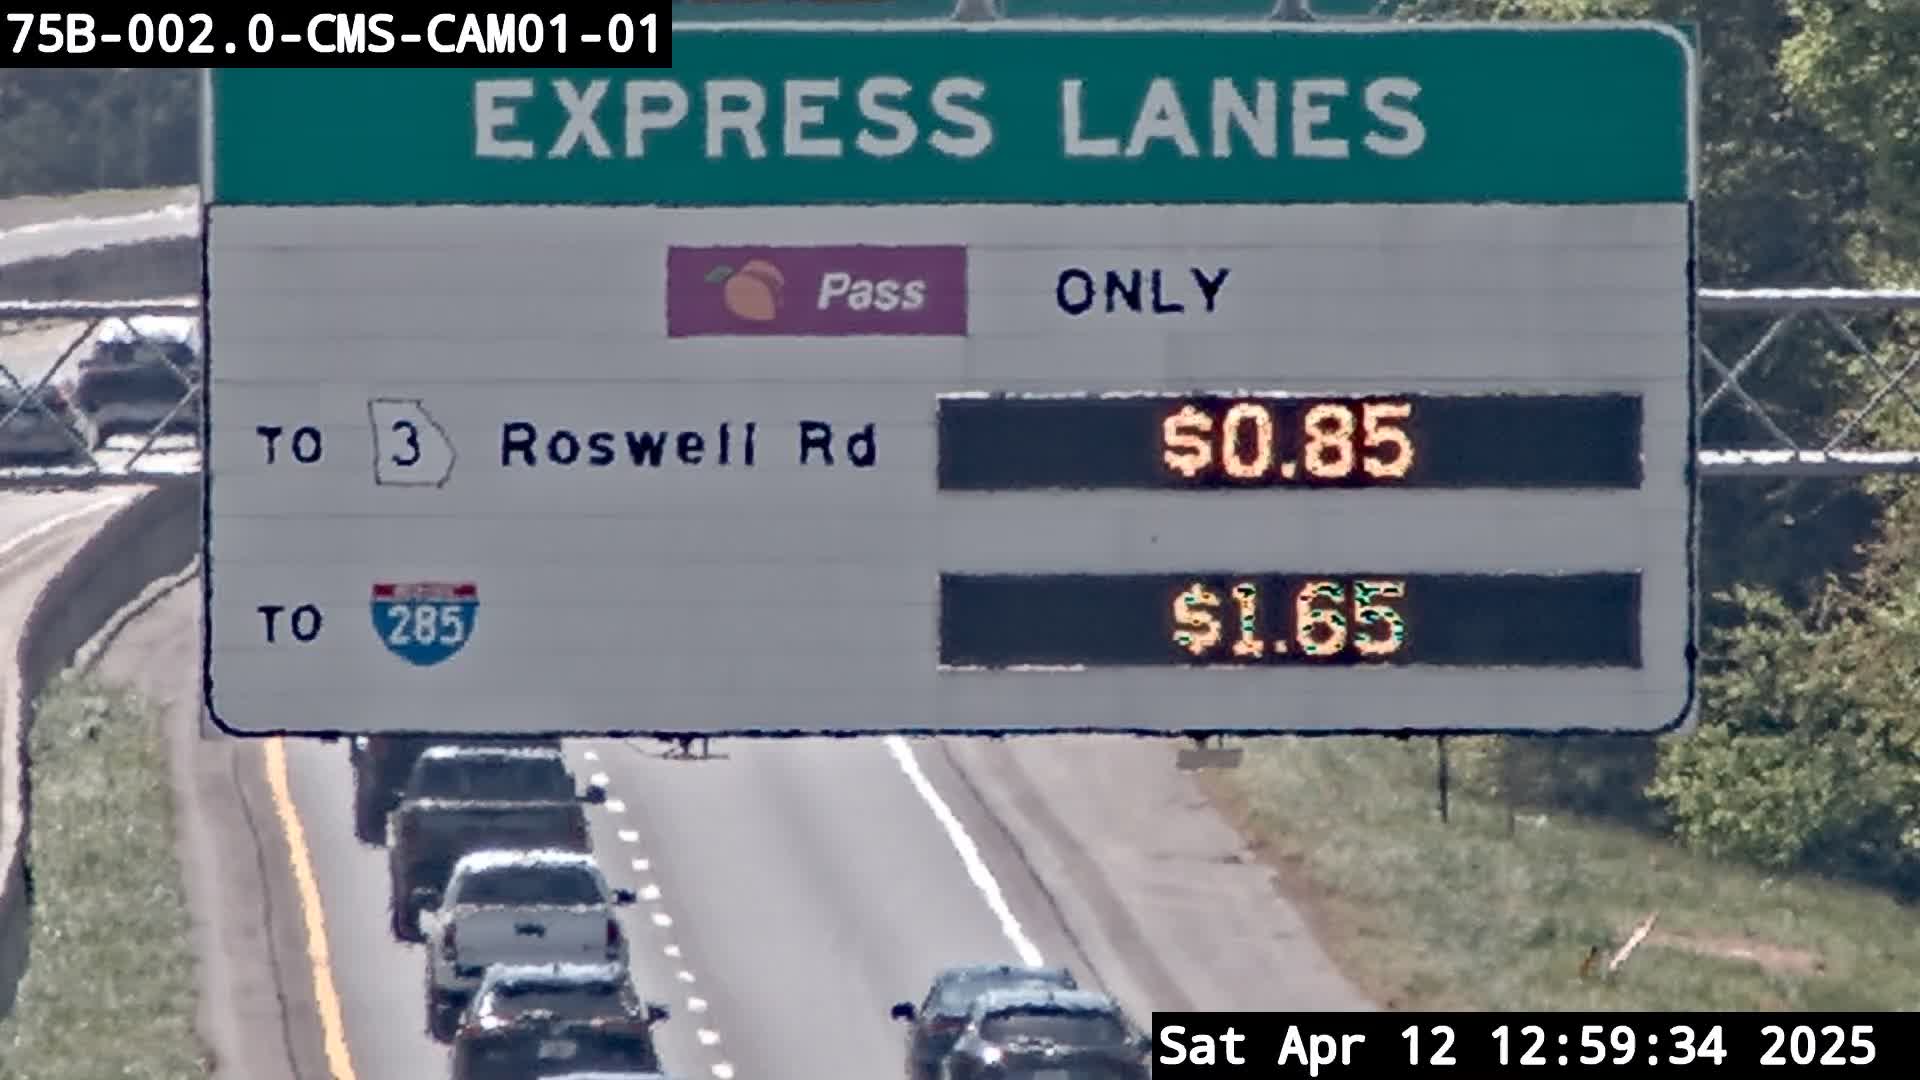 75B-002.0-CMS-CAM01-01
EXPRESS LANES
Pass ONLY
TO 3 Roswell Rd $0.85
TO 285 $1.65
Sat Apr 12 12:59:34 2025